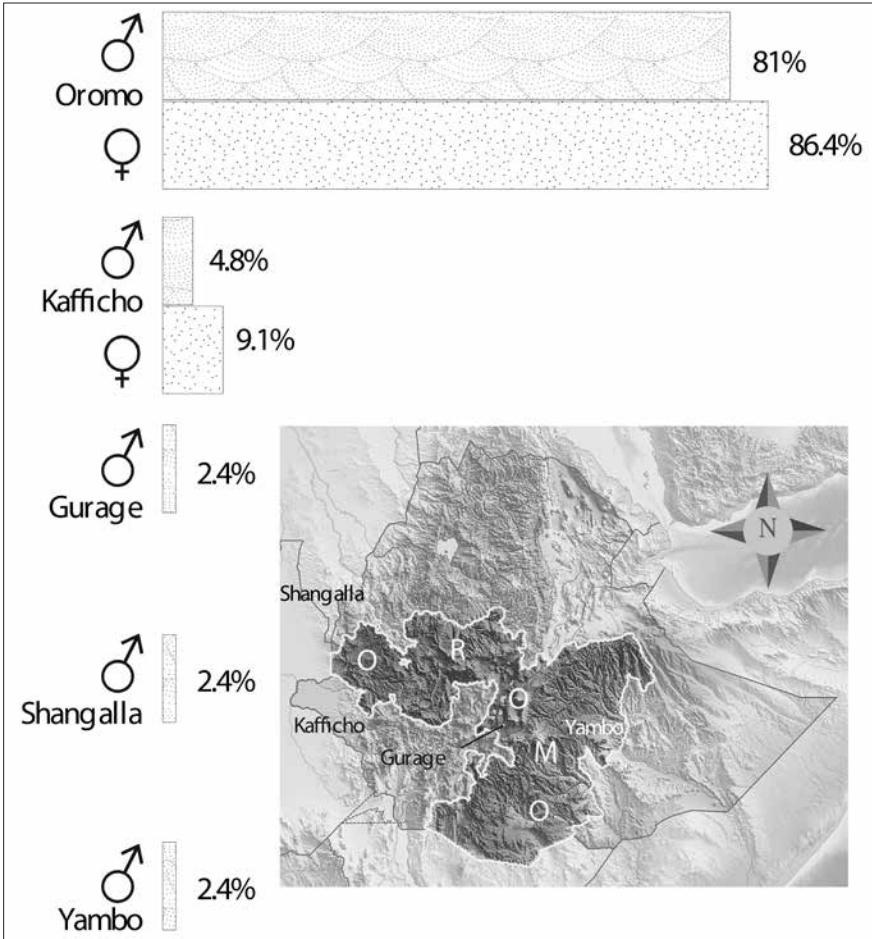 81%
Oromo
86.4%
4.8%
Kafficho
9.1%
2.4%
Gurage
2.4%
Shangalla
2.4%
Yambo
N
Shangalla
O
R
O
Kafficho
Yambo
Gurage
M
O